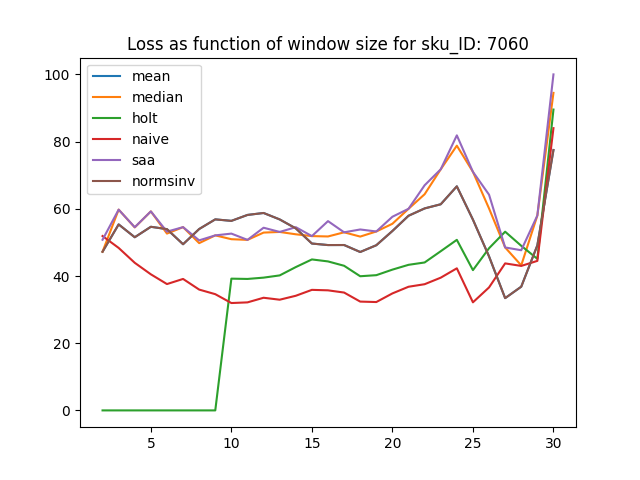 Loss as function of window size for sku_ID: 7060
100
80
60
40
20
0
mean
median
holt
naive
saa
normsinv
5 10 15 20 25 30